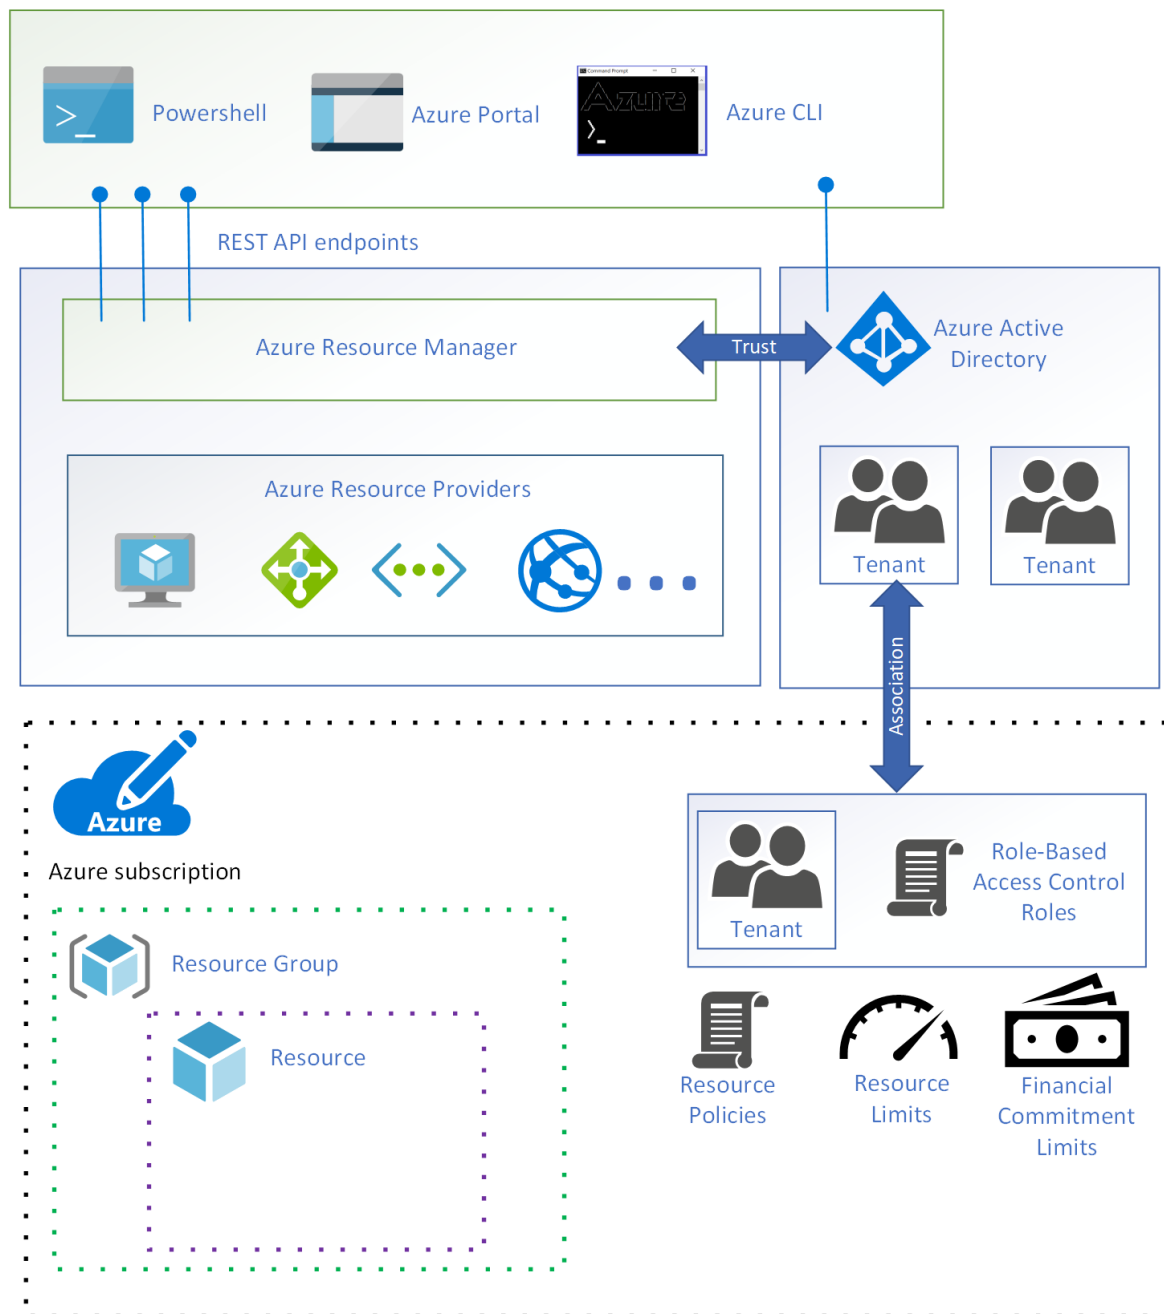 Command Prompt
Azure
Powershell
Azure Portal
Azure CLI
REST API endpoints
Azure Resource Manager
Trust
Azure Active
Directory
Azure Resource Providers
Tenant
Tenant
Association
Azure
Azure subscription
Resource Group
Resource
Tenant
Role-Based
Access Control
Roles
Resource
Policies
Resource
Limits
Financial
Commitment
Limits